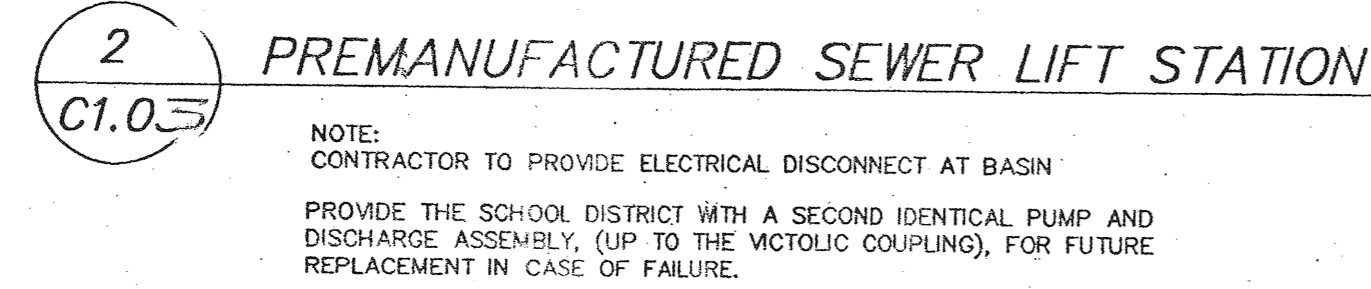 2
PREMANUFACTURED SEWER LIFT STATION
C1.03
NOTE:
CONTRACTOR TO PROVIDE ELECTRICAL DISCONNECT AT BASIN
PROVIDE THE SCHOOL DISTRICT WITH A SECOND IDENTICAL PUMP AND
DISCHARGE ASSEMBLY, (UP TO THE VICTOLIC COUPLING), FOR FUTURE
REPLACEMENT IN CASE OF FAILURE.